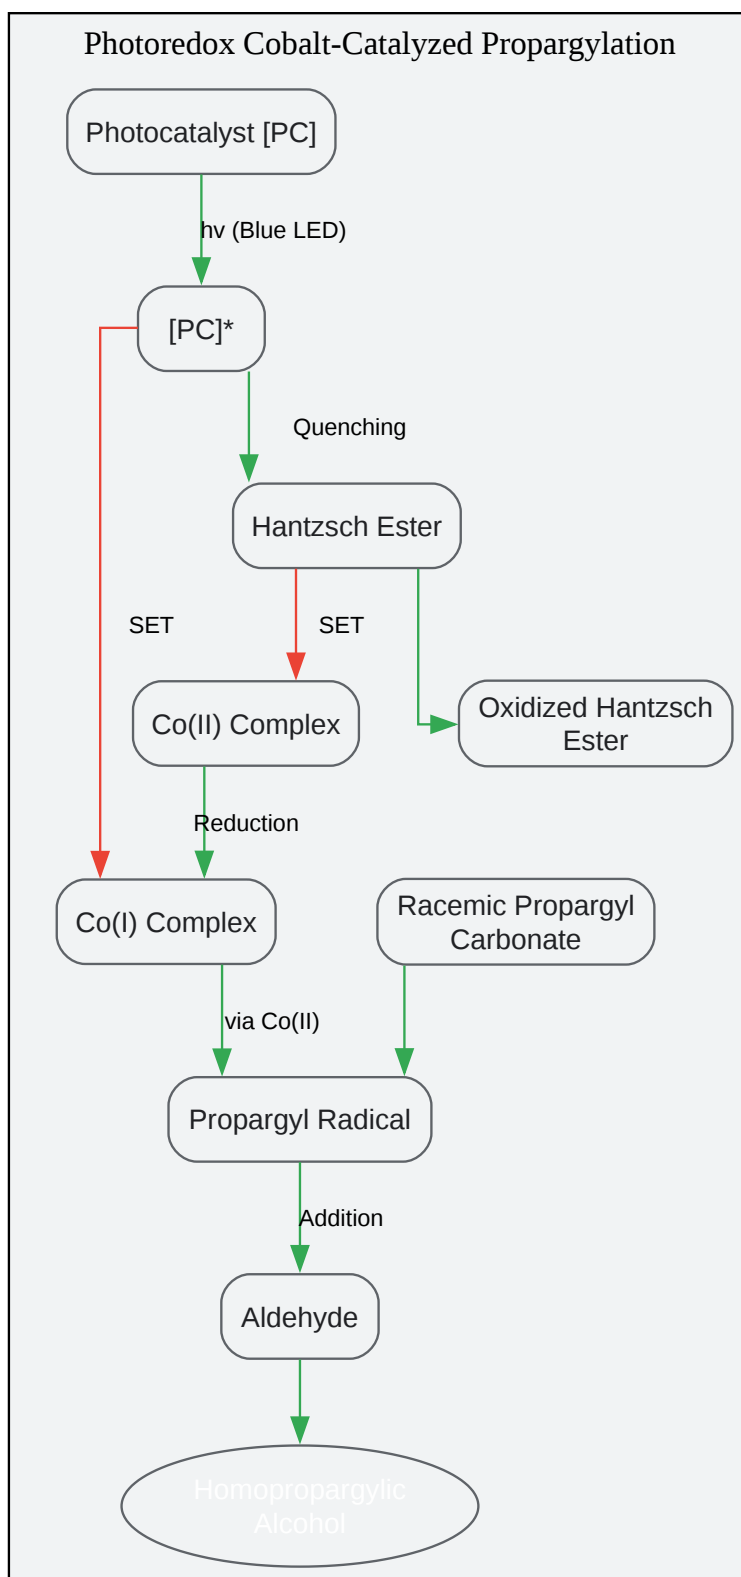 Photoredox Cobalt-Catalyzed Propargylation
Photocatalyst [PC]
hv (Blue LED)
[PC]*
Quenching
Hantzsch Ester
SET
SET
Co(II) Complex
Oxidized Hantzsch
Ester
Reduction
Co(I) Complex
Racemic Propargyl
Carbonate
via Co(II)
Propargyl Radical
Addition
Aldehyde
Homopropargylic
Alcohol